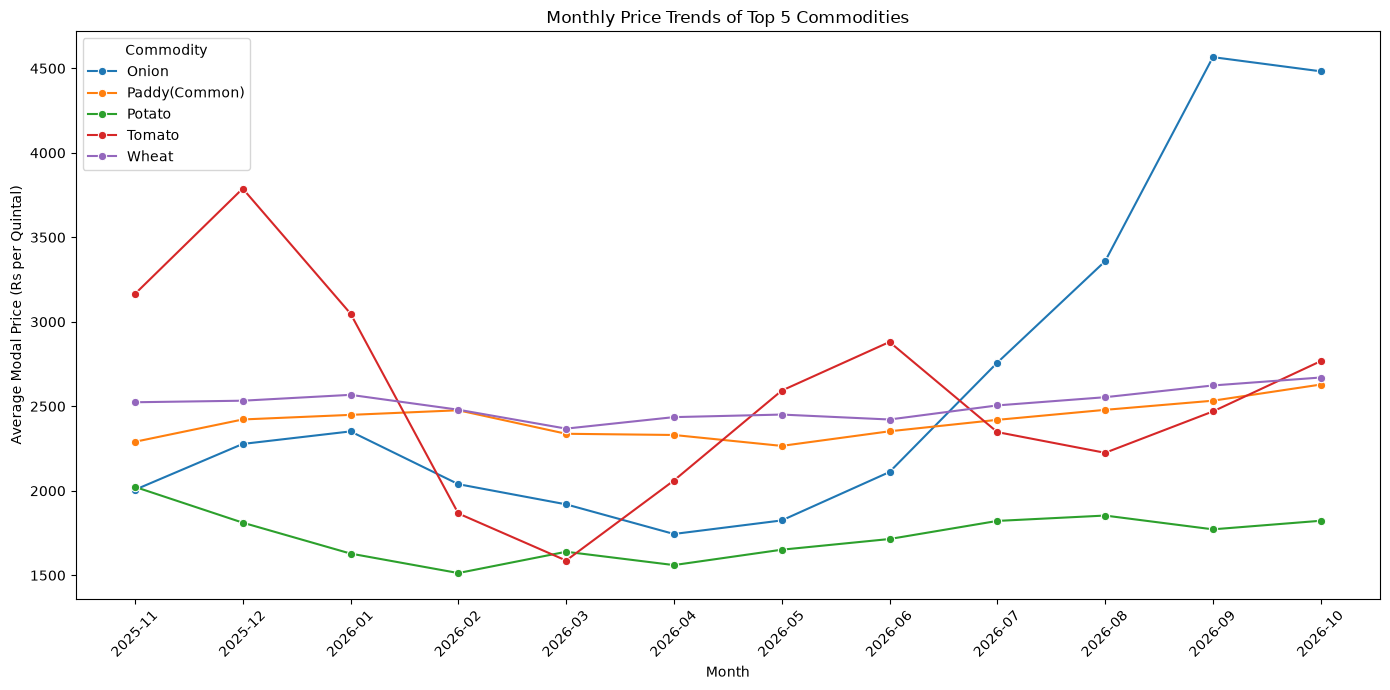 Monthly Price Trends of Top 5 Commodities
Commodity
Onion
Paddy(Common)
Potato
Tomato
Wheat
Average Modal Price (Rs per Quintal)
4500
4000
3500
3000
2500
2000
1500
2025-11
2025-12
2026-01
2026-02
2026-03
2026-04
2026-05
2026-06
2026-07
2026-08
2026-09
2026-10
Month